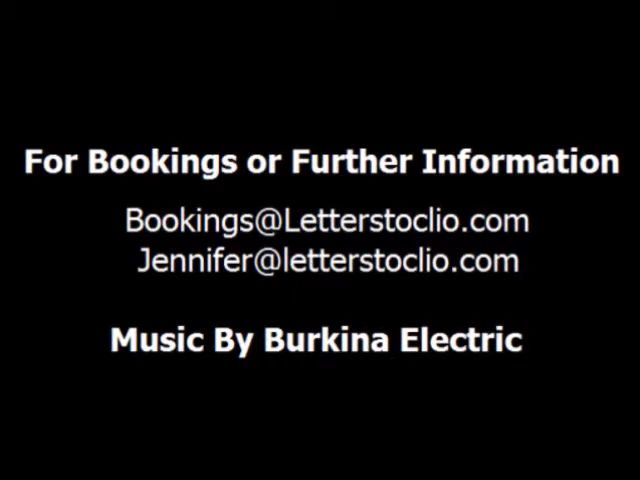 For Bookings or Further Information
Bookings@Letterstoclio.com
Jennifer@letterstoclio.com
Music By Burkina Electric